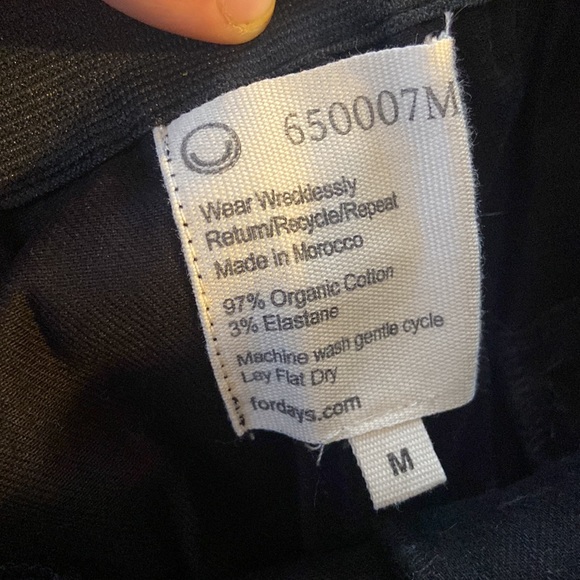 650007M
Wear Wrecklessly
Return/Recycle/Repeat
Made in Morocco
97% Organic Cotton
3% Elastane
Machine wash gentle cycle
Lay Flat Dry
fordays.com
M